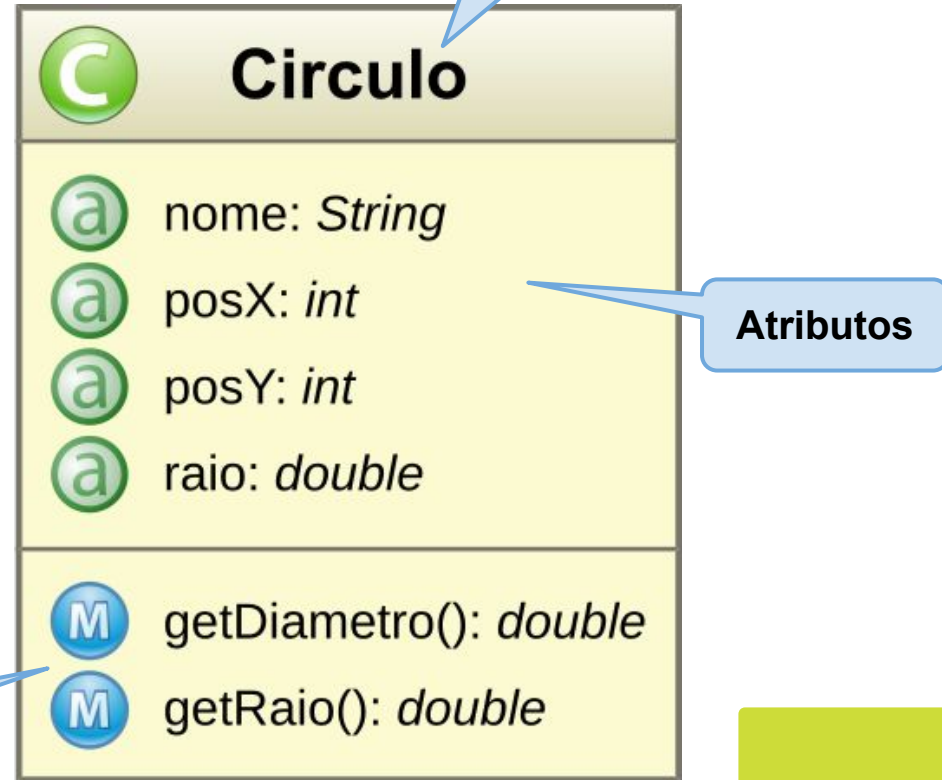 C Circulo
a nome: String
a posX: int
Atributos
a posY: int
a raio: double
M getDiametro(): double
M getRaio(): double